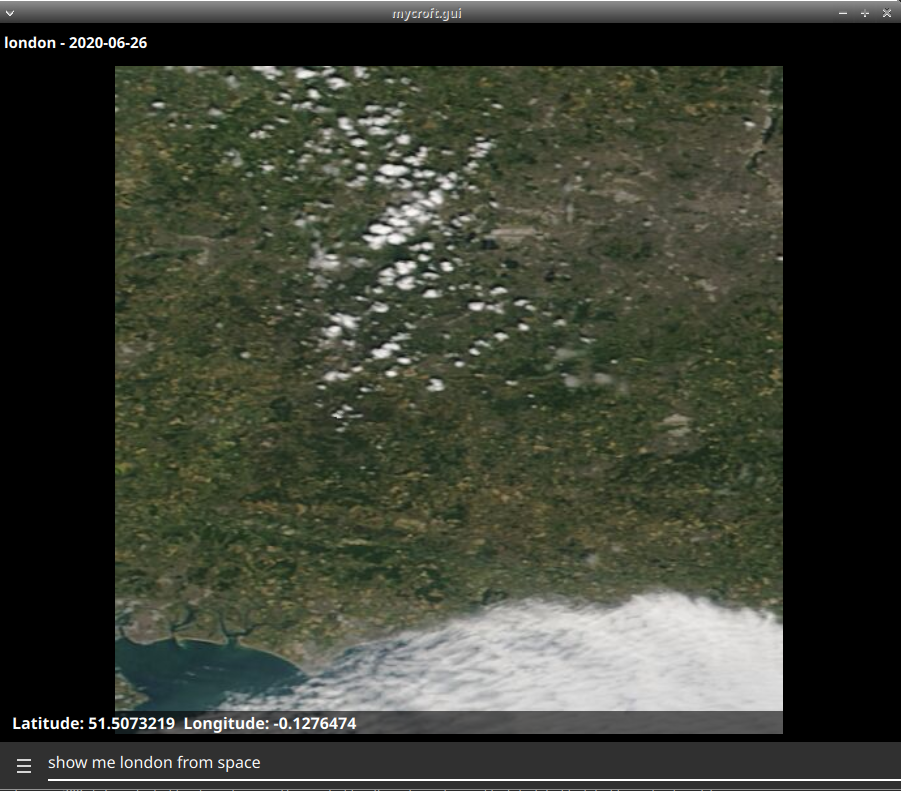 mycroft.gui
london - 2020-06-26
Latitude: 51.5073219 Longitude: -0.1276474
show me london from space